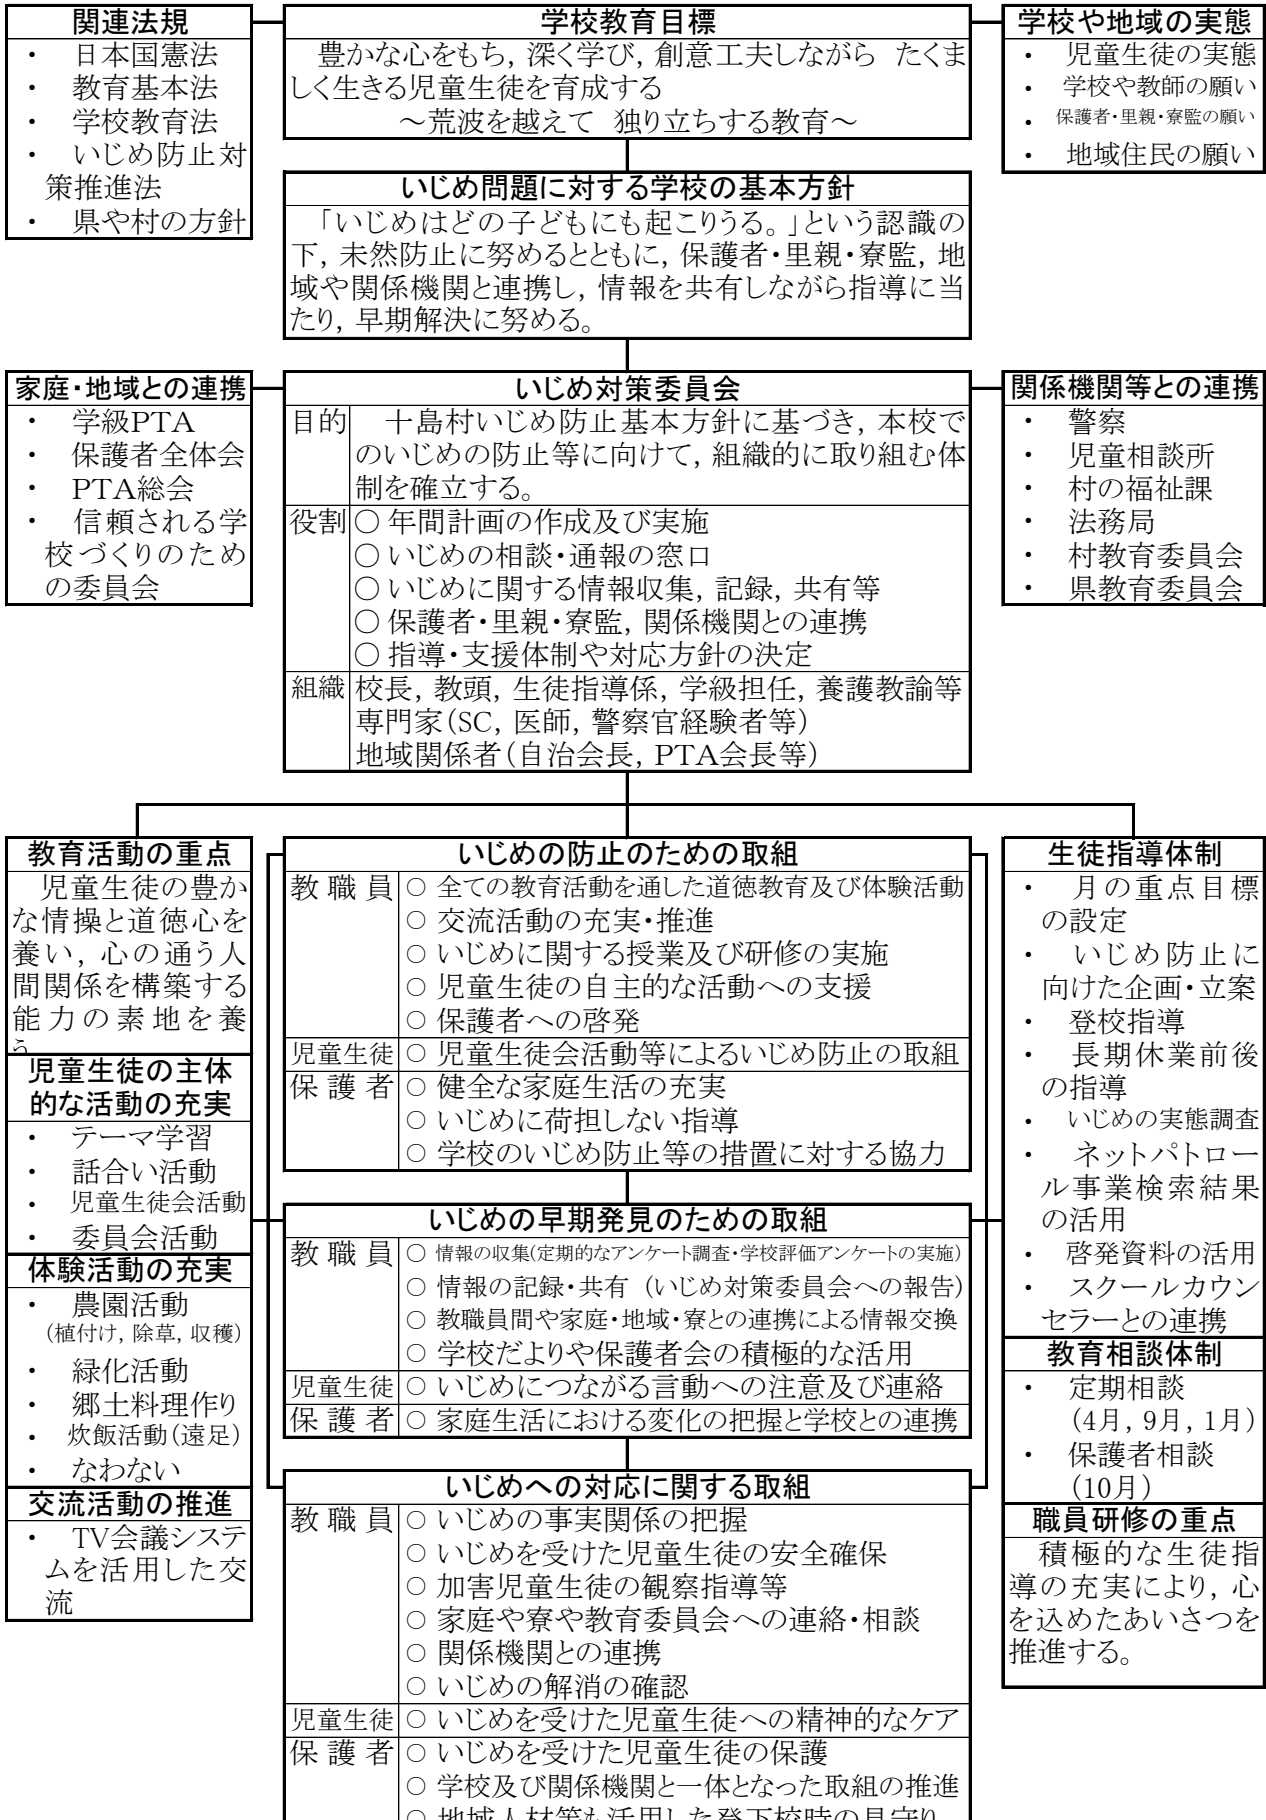 関連法規
・　日本国憲法
・　教育基本法
・　学校教育法
・　いじめ防止対
策推進法
・　県や村の方針
学校教育目標
豊かな心をもち，深く学び，創意工夫しながら　たくま
しく生きる児童生徒を育成する
～荒波を越えて　独り立ちする教育～
学校や地域の実態
・　児童生徒の実態
・　学校や教師の願い
・　保護者・里親・寮監の願い
・　地域住民の願い
いじめ問題に対する学校の基本方針
「いじめはどの子どもにも起こりうる。」という認識の
下，未然防止に努めるとともに，保護者・里親・寮監，地
域や関係機関と連携し，情報を共有しながら指導に当
たり，早期解決に努める。
家庭・地域との連携
・　学級PTA
・　保護者全体会
・　PTA総会
・　信頼される学
校づくりのため
の委員会
いじめ対策委員会
目的　十島村いじめ防止基本方針に基づき，本校で
のいじめの防止等に向けて，組織的に取り組む体
制を確立する。
役割 ○ 年間計画の作成及び実施
○ いじめの相談・通報の窓口
○ いじめに関する情報収集，記録，共有等
○ 保護者・里親・寮監，関係機関との連携
○ 指導・支援体制や対応方針の決定
組織 校長，教頭，生徒指導係，学級担任，養護教諭等
専門家（SC，医師，警察官経験者等）
地域関係者（自治会長，PTA会長等）
関係機関等との連携
・　警察
・　児童相談所
・　村の福祉課
・　法務局
・　村教育委員会
・　県教育委員会
教育活動の重点
児童生徒の豊か
な情操と道徳心を
養い，心の通う人
間関係を構築する
能力の素地を養
う
児童生徒の主体
的な活動の充実
・　テーマ学習
・　話合い活動
・　児童生徒会活動
・　委員会活動
体験活動の充実
・　農園活動
（植付け，除草，収穫）
・　緑化活動
・　郷土料理作り
・　炊飯活動（遠足）
・　なわない
交流活動の推進
・　TV会議システ
ムを活用した交
流
いじめの防止のための取組
教職員 ○ 全ての教育活動を通した道徳教育及び体験活動
○ 交流活動の充実・推進
○ いじめに関する授業及び研修の実施
○ 児童生徒の自主的な活動への支援
○ 保護者への啓発
児童生徒 ○ 児童生徒会活動等によるいじめ防止の取組
保護者 ○ 健全な家庭生活の充実
○ いじめに荷担しない指導
○ 学校のいじめ防止等の措置に対する協力
いじめの早期発見のための取組
教職員 ○ 情報の収集（定期的なアンケート調査・学校評価アンケートの実施）
○ 情報の記録・共有（いじめ対策委員会への報告）
○ 教職員間や家庭・地域・寮との連携による情報交換
○ 学校だよりや保護者会の積極的な活用
児童生徒 ○ いじめにつながる言動への注意及び連絡
保護者 ○ 家庭生活における変化の把握と学校との連携
いじめへの対応に関する取組
教職員 ○ いじめの事実関係の把握
○ いじめを受けた児童生徒の安全確保
○ 加害児童生徒の観察指導等
○ 家庭や寮や教育委員会への連絡・相談
○ 関係機関との連携
○ いじめの解消の確認
児童生徒 ○ いじめを受けた児童生徒への精神的なケア
保護者 ○ いじめを受けた児童生徒の保護
○ 学校及び関係機関と一体となった取組の推進
○ 地域人材等も活用した登下校時の見守り
生徒指導体制
・　月の重点目標
の設定
・　いじめ防止に
向けた企画・立案
・　登校指導
・　長期休業前後
の指導
・　いじめの実態調査
・　ネットパトロー
ル事業検索結果
の活用
・　啓発資料の活用
・　スクールカウン
セラーとの連携
教育相談体制
・　定期相談
（4月，9月，1月）
・　保護者相談
（10月）
職員研修の重点
積極的な生徒指
導の充実により，心
を込めたあいさつを
推進する。